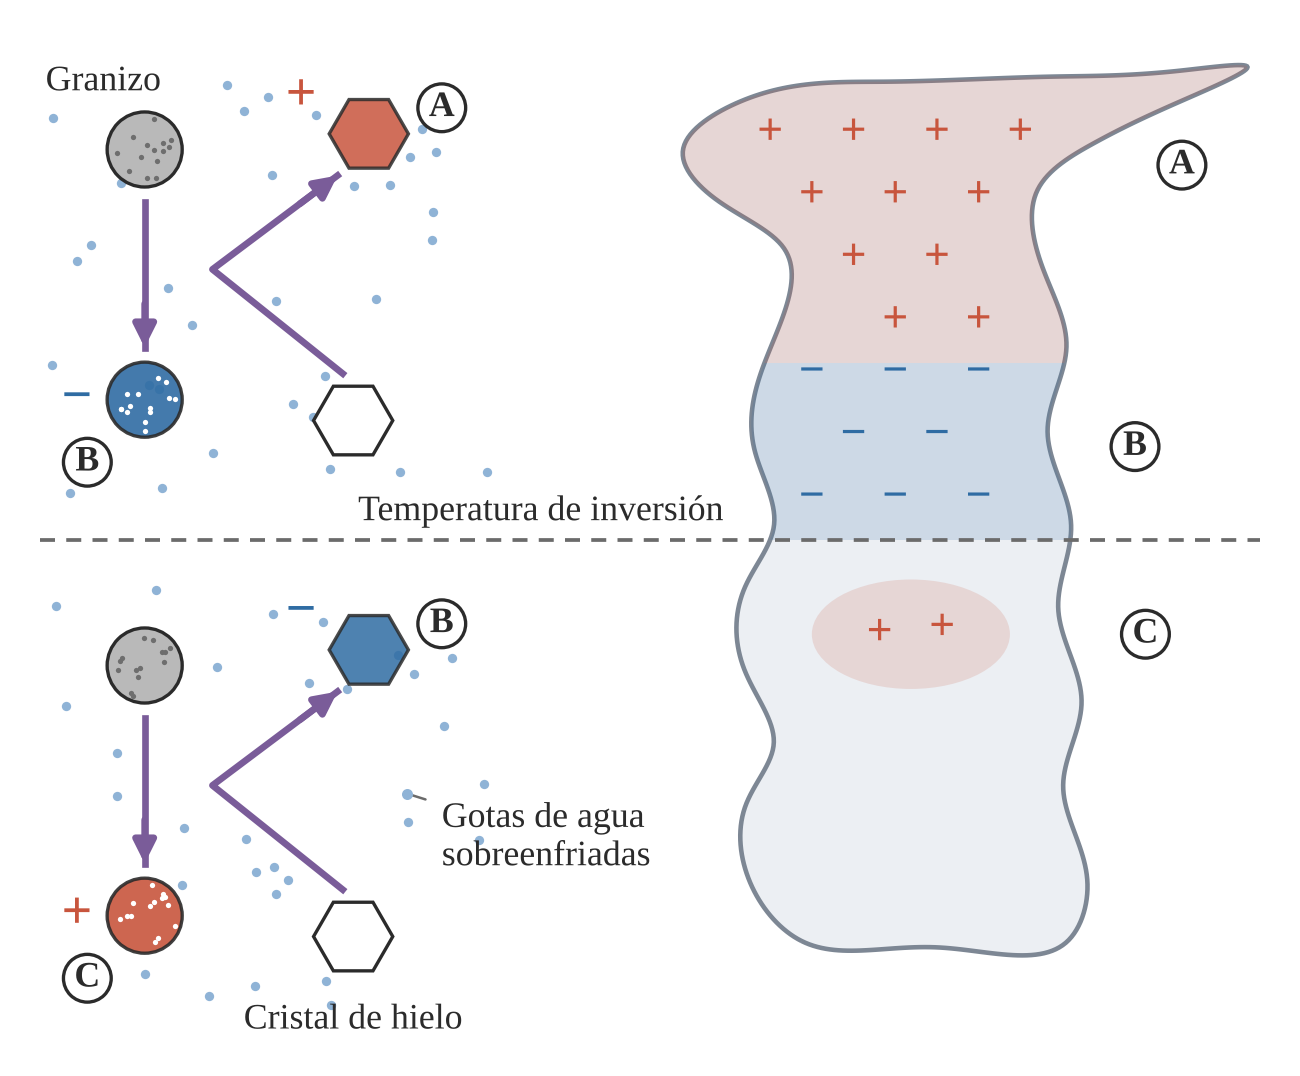 Granizo
+
A
A
−
B
B
Temperatura de inversión
−
B
C
Gotas de agua
sobreenfriadas
+
C
Cristal de hielo